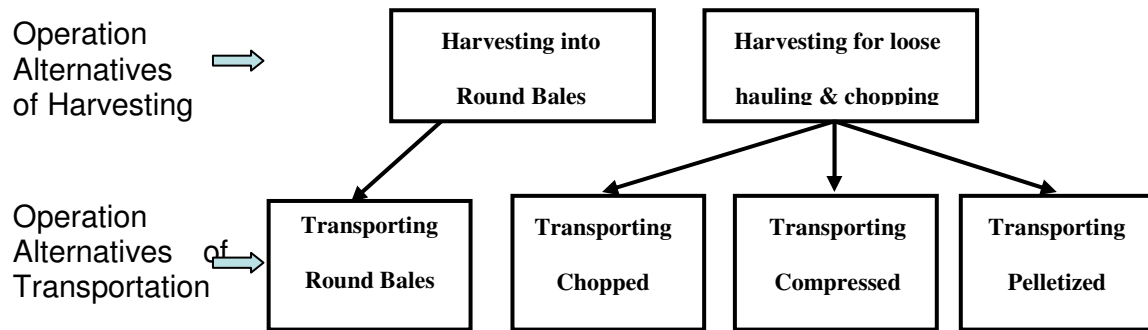 Operation
Alternatives
of Harvesting
Harvesting into
Round Bales
Harvesting for loose
hauling & chopping
Operation
Alternatives of
Transportation
Transporting
Round Bales
Transporting
Chopped
Transporting
Compressed
Transporting
Pelletized